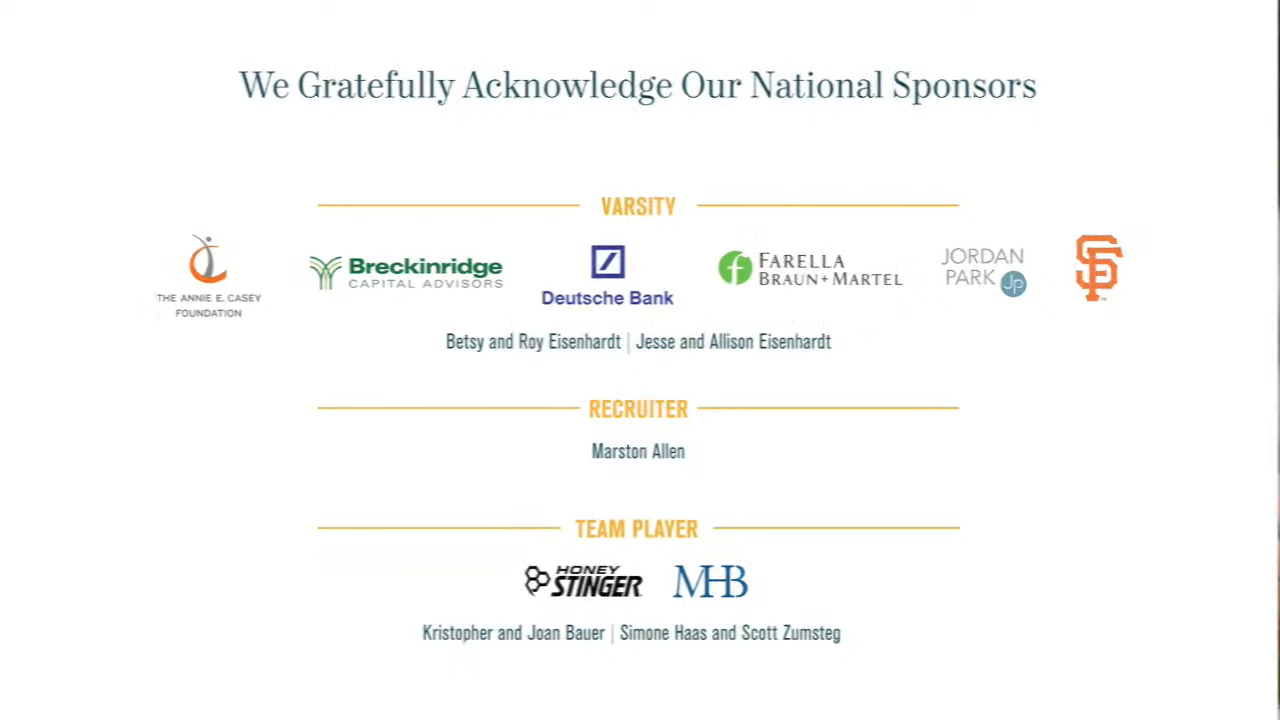 We Gratefully Acknowledge Our National Sponsors
VARSITY
THE ANNIE E. CASEY
FOUNDATION
Breckinridge
CAPITAL ADVISORS
Deutsche Bank
f FARELLA
BRAUN+MARTEL
JORDAN
PARK Jp
SF
Betsy and Roy Eisenhardt | Jesse and Allison Eisenhardt
RECRUITER
Marston Allen
TEAM PLAYER
HONEY
STINGER
MHB
Kristopher and Joan Bauer | Simone Haas and Scott Zumsteg